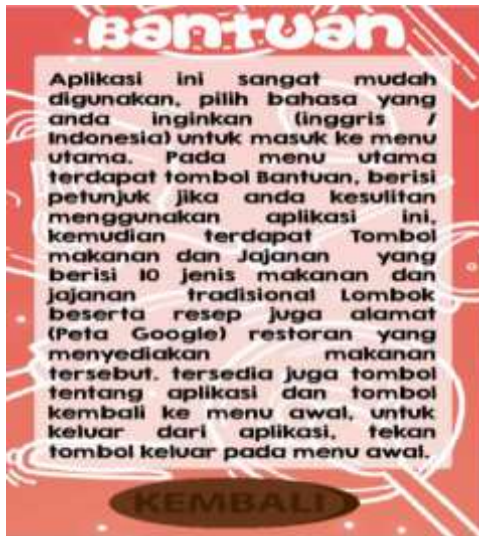 Bantuan
Aplikasi ini sangat mudah
digunakan, pilih bahasa yang
anda inginkan (inggris /
Indonesia) untuk masuk ke menu
utama. Pada menu utama
terdapat tombol Bantuan, berisi
petunjuk jika anda kesulitan
menggunakan aplikasi ini,
kemudian terdapat Tombol
makanan dan Jajanan yang
berisi 10 jenis makanan dan
jajanan tradisional Lombok
beserta resep juga alamat
(Peta Google) restoran yang
menyediakan makanan
tersebut. tersedia juga tombol
tentang aplikasi dan tombol
kembali ke menu awal, untuk
keluar dari aplikasi, tekan
tombol keluar pada menu awal.
KEMBALI